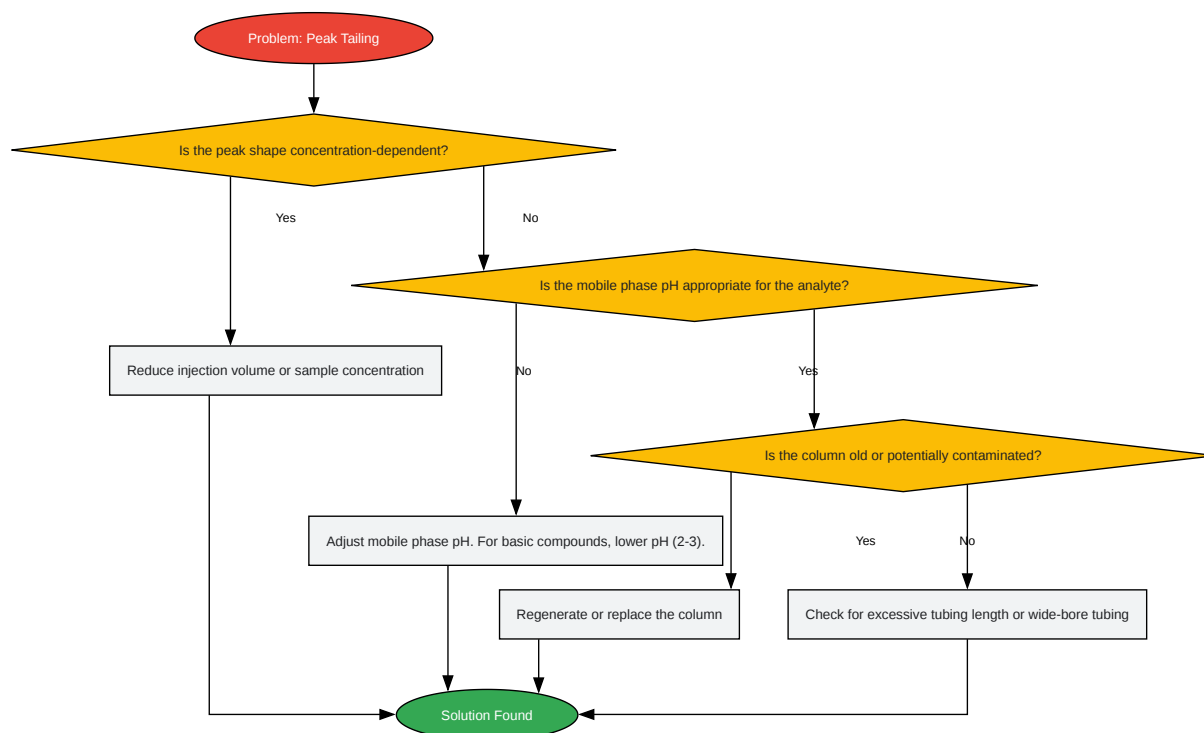 Problem: Peak Tailing
Is the peak shape concentration-dependent?
Yes
No
Is the mobile phase pH appropriate for the analyte?
Reduce injection volume or sample concentration
No
Yes
Is the column old or potentially contaminated?
Adjust mobile phase pH. For basic compounds, lower pH (2-3).
Yes
No
Regenerate or replace the column
Check for excessive tubing length or wide-bore tubing
Solution Found